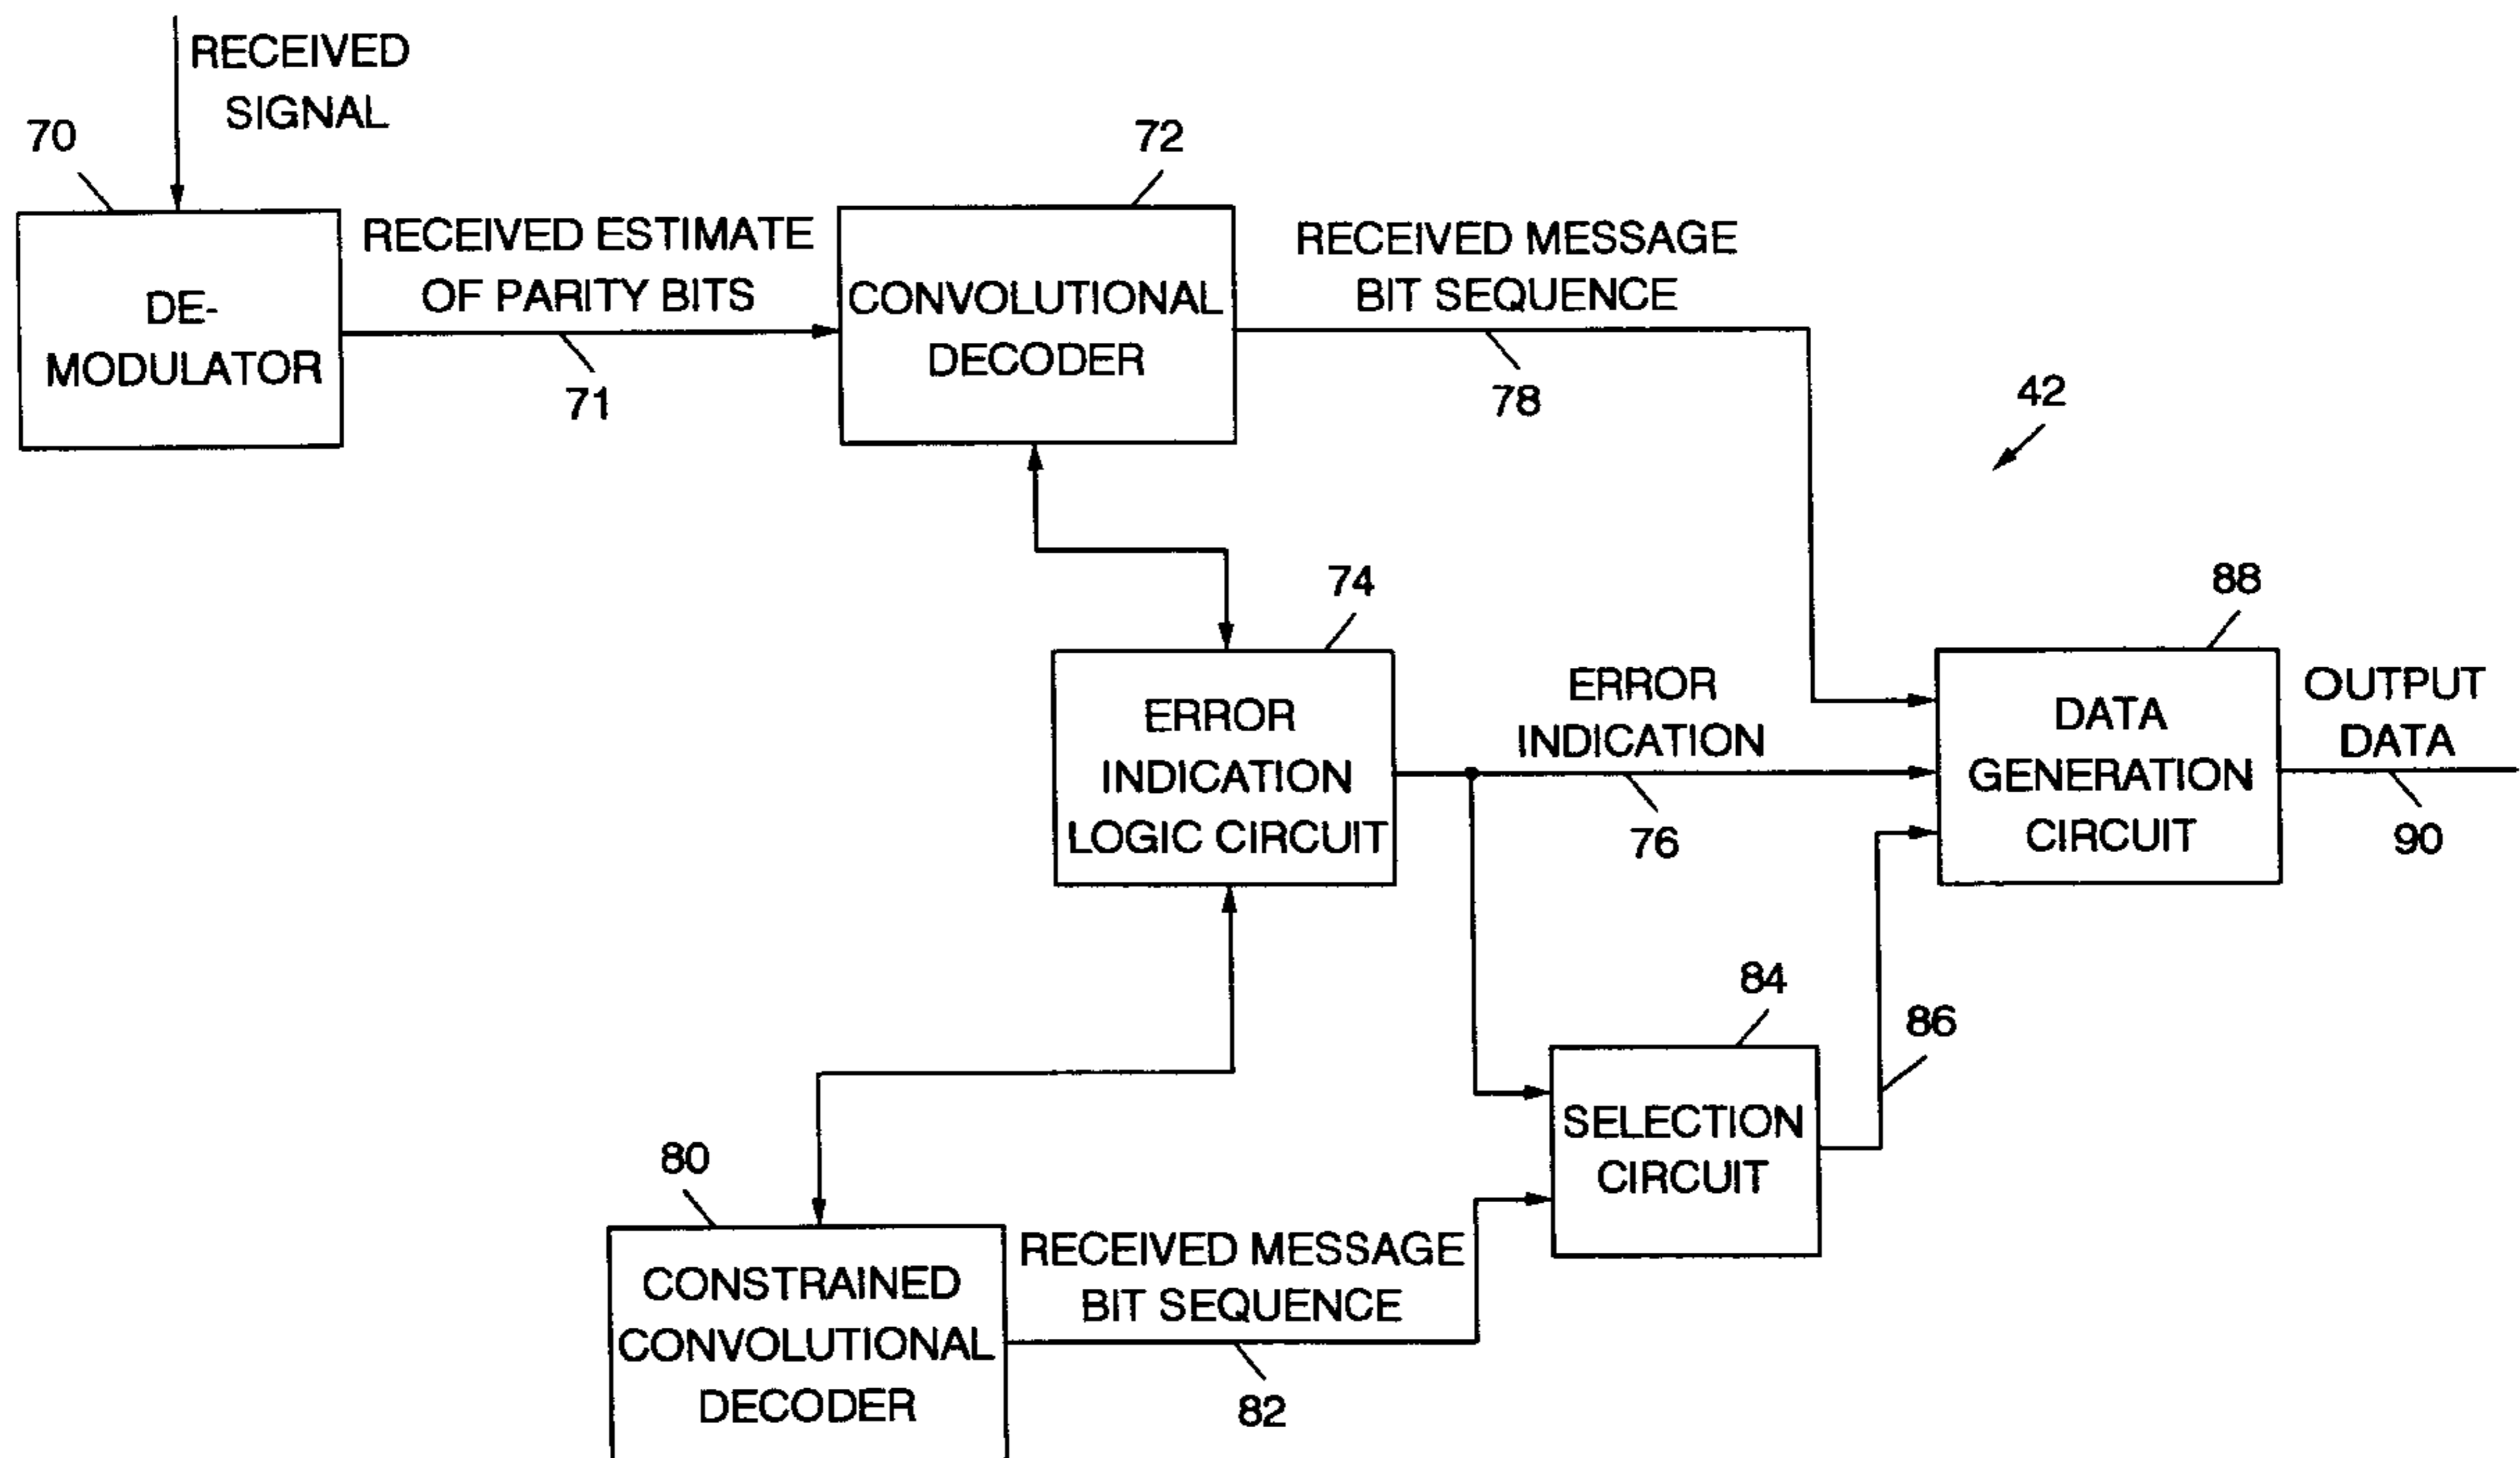 RECEIVED
SIGNAL
70
DE-
MODULATOR
RECEIVED ESTIMATE
OF PARITY BITS
71
72
CONVOLUTIONAL
DECODER
RECEIVED MESSAGE
BIT SEQUENCE
78
42
74
ERROR
INDICATION
LOGIC CIRCUIT
ERROR
INDICATION
76
88
DATA
GENERATION
CIRCUIT
OUTPUT
DATA
90
84
SELECTION
CIRCUIT
86
80
CONSTRAINED
CONVOLUTIONAL
DECODER
RECEIVED MESSAGE
BIT SEQUENCE
82